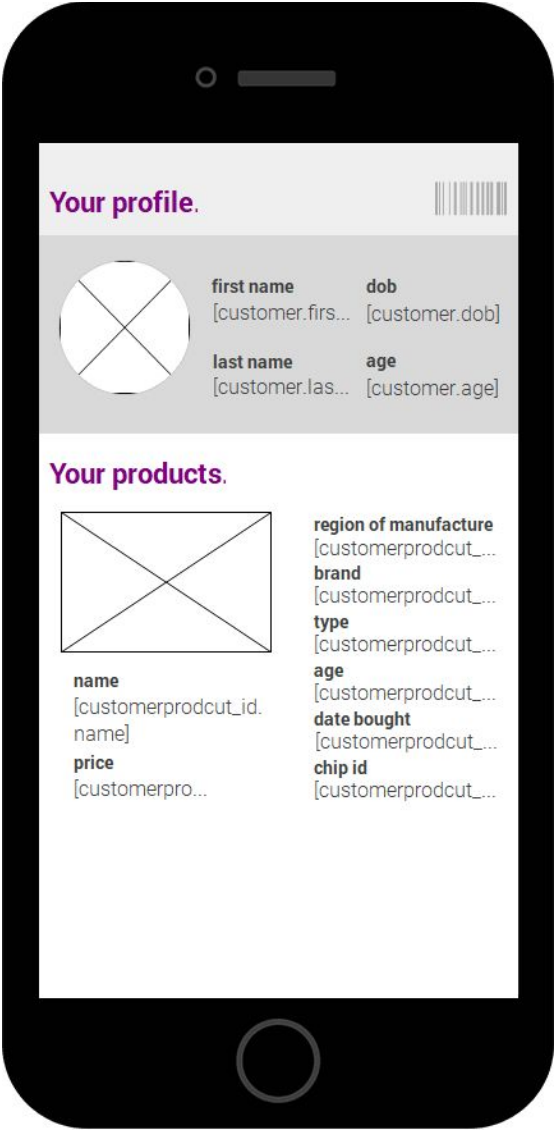 Your profile.
first name
[customer.firs...
dob
[customer.dob]
last name
[customer.las...
age
[customer.age]
Your products.
name
[customerprodcut_id.
name]
price
[customerpro...
region of manufacture
[customerprodcut_...
brand
[customerprodcut_...
type
[customerprodcut_...
age
[customerprodcut_...
date bought
[customerprodcut_...
chip id
[customerprodcut_...